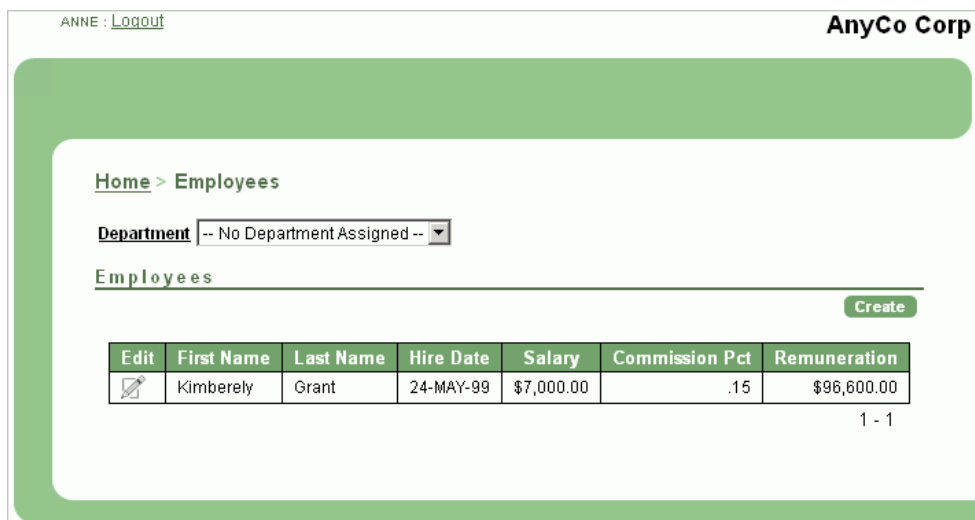 ANNE : Logout
AnyCo Corp
Home > Employees
Department -- No Department Assigned --
Employees
Create
Edit First Name Last Name Hire Date Salary Commission Pct Remuneration
Kimberely Grant 24-MAY-99 $7,000.00 .15 $96,600.00
1 - 1